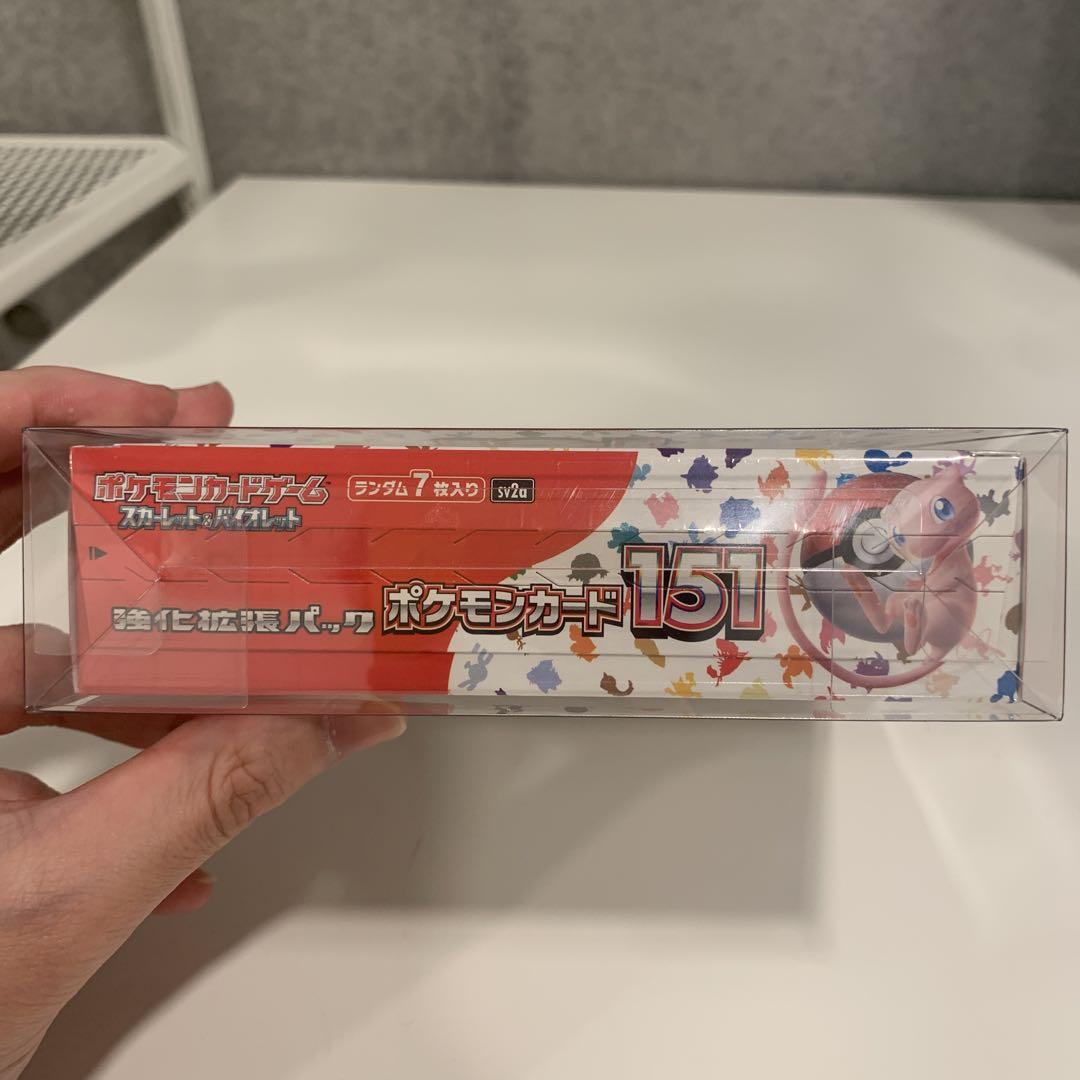 ポケモンカードゲーム™
スカーレット&バイオレット
ランダム7枚入り
sv2a
強化拡張パック
ポケモンカード151